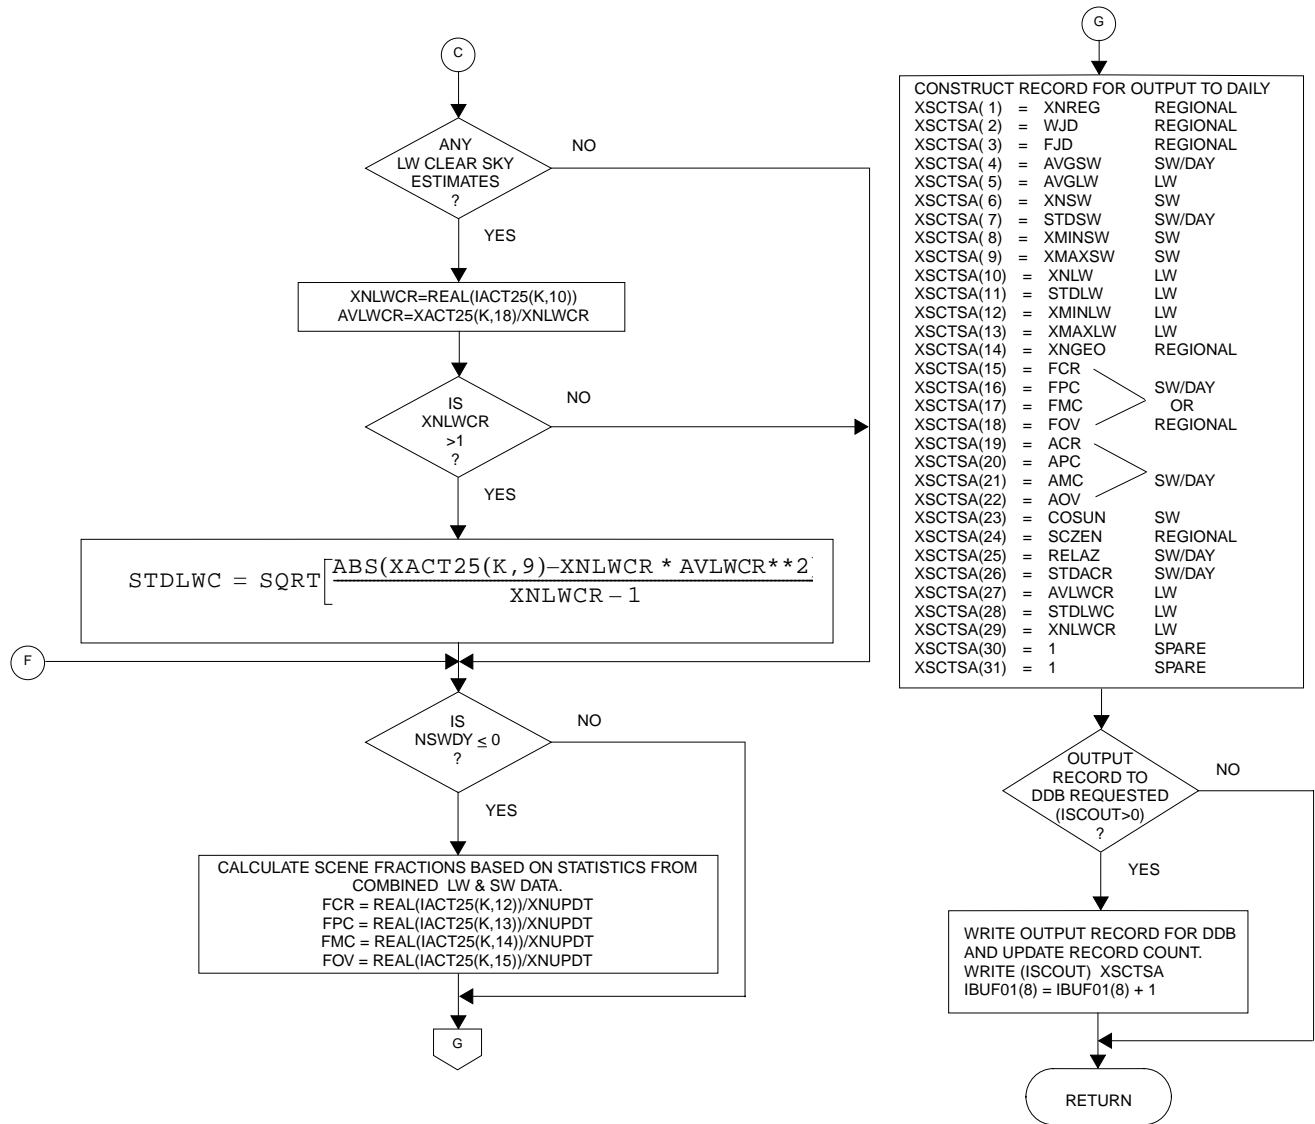 C
ANY
LW CLEAR SKY
ESTIMATES
?
NO
YES
XNLWCR=REAL(IACT25(K,10))
AVLWCR=XACT25(K,18)/XNLWCR
IS
XNLWCR
>1
?
NO
YES
STDLWC = SQRT[ABS(XACT25(K,9)–XNLWCR * AVLWCR**2]
XNLWCR – 1
F
IS
NSWDY ≤ 0
?
NO
YES
CALCULATE SCENE FRACTIONS BASED ON STATISTICS FROM
COMBINED LW & SW DATA.
FCR = REAL(IACT25(K,12))/XNUPDT
FPC = REAL(IACT25(K,13))/XNUPDT
FMC = REAL(IACT25(K,14))/XNUPDT
FOV = REAL(IACT25(K,15))/XNUPDT
G
G
CONSTRUCT RECORD FOR OUTPUT TO DAILY
XSCTSA( 1) = XNREG REGIONAL
XSCTSA( 2) = WJD REGIONAL
XSCTSA( 3) = FJD REGIONAL
XSCTSA( 4) = AVGSW SW/DAY
XSCTSA( 5) = AVGLW LW
XSCTSA( 6) = XNSW SW
XSCTSA( 7) = STDSW SW/DAY
XSCTSA( 8) = XMINSW SW
XSCTSA( 9) = XMAXSW SW
XSCTSA(10) = XNLW LW
XSCTSA(11) = STDLW LW
XSCTSA(12) = XMINLW LW
XSCTSA(13) = XMAXLW LW
XSCTSA(14) = XNGEO REGIONAL
XSCTSA(15) = FCR
XSCTSA(16) = FPC SW/DAY
XSCTSA(17) = FMC OR
XSCTSA(18) = FOV REGIONAL
XSCTSA(19) = ACR
XSCTSA(20) = APC
XSCTSA(21) = AMC SW/DAY
XSCTSA(22) = AOV
XSCTSA(23) = COSUN SW
XSCTSA(24) = SCZEN REGIONAL
XSCTSA(25) = RELAZ SW/DAY
XSCTSA(26) = STDACR SW/DAY
XSCTSA(27) = AVLWCR LW
XSCTSA(28) = STDLWC LW
XSCTSA(29) = XNLWCR LW
XSCTSA(30) = 1 SPARE
XSCTSA(31) = 1 SPARE
OUTPUT
RECORD TO
DDB REQUESTED
(ISCOUT>0)
?
NO
YES
WRITE OUTPUT RECORD FOR DDB
AND UPDATE RECORD COUNT.
WRITE (ISCOUT) XSCTSA
IBUF01(8) = IBUF01(8) + 1
RETURN